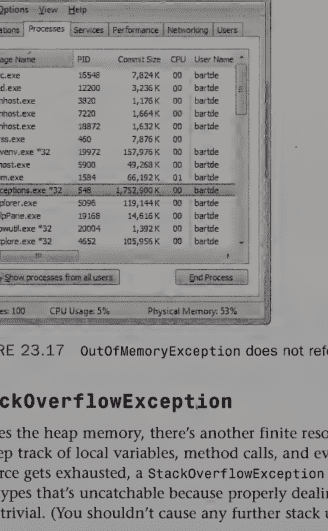 Options View Help
ations Processes Services Performance Networking Users
age Name PID Commit Size CPU User Name
c.exe 16548 7,824 K 00 bartde
d.exe 12200 3,236 K 00 bartde
nhost.exe 3820 1,176 K 00 bartde
nhost.exe 7220 1,664 K 00 bartde
nhost.exe 18872 1,632 K 00 bartde
ss.exe 460 7,876 K 00
venv.exe *32 19972 157,976 K 00 bartde
host.exe 5900 49,268 K 00 bartde
m.exe 1584 66,192 K 01 bartde
ceptions.exe *32 548 1,752,900 K 00 bartde
plorer.exe 5096 119,144 K 00 bartde
lpPane.exe 19168 14,616 K 00 bartde
owutil.exe *32 20004 1,392 K 00 bartde
plore.exe *32 4652 105,956 K 00 bartde
Show processes from all users End Process
es: 100 CPU Usage: 5% Physical Memory: 53%
RE 23.17 OutOfMemoryException does not refe
ckOverflowException
es the heap memory, there's another finite reso
ep track of local variables, method calls, and ev
rce gets exhausted, a StackOverflowException
ypes that's uncatchable because properly dealin
trivial. (You shouldn't cause any further stack u